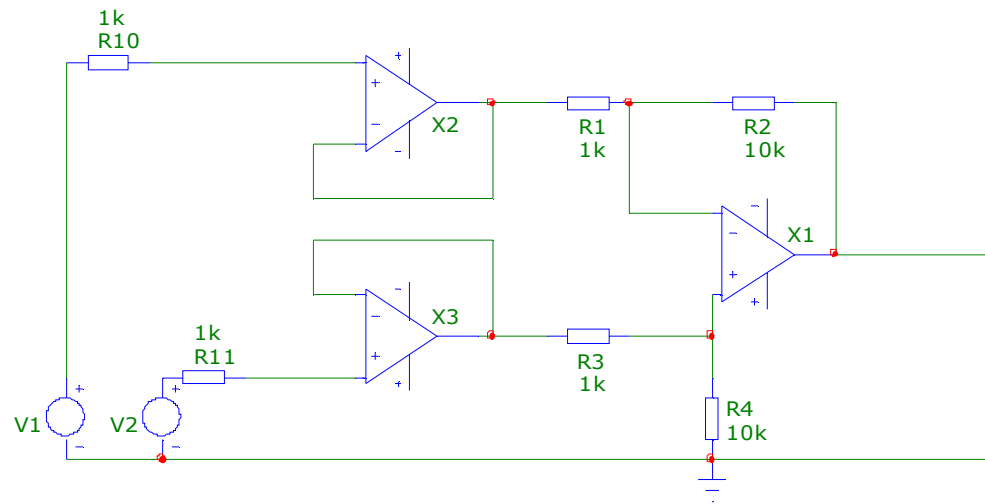 1k
R10
+
+
−
−
X2
R1
1k
R2
10k
−
−
+
+
X1
−
−
+
+
X3
R3
1k
1k
R11
+
−
V1
+
−
V2
R4
10k